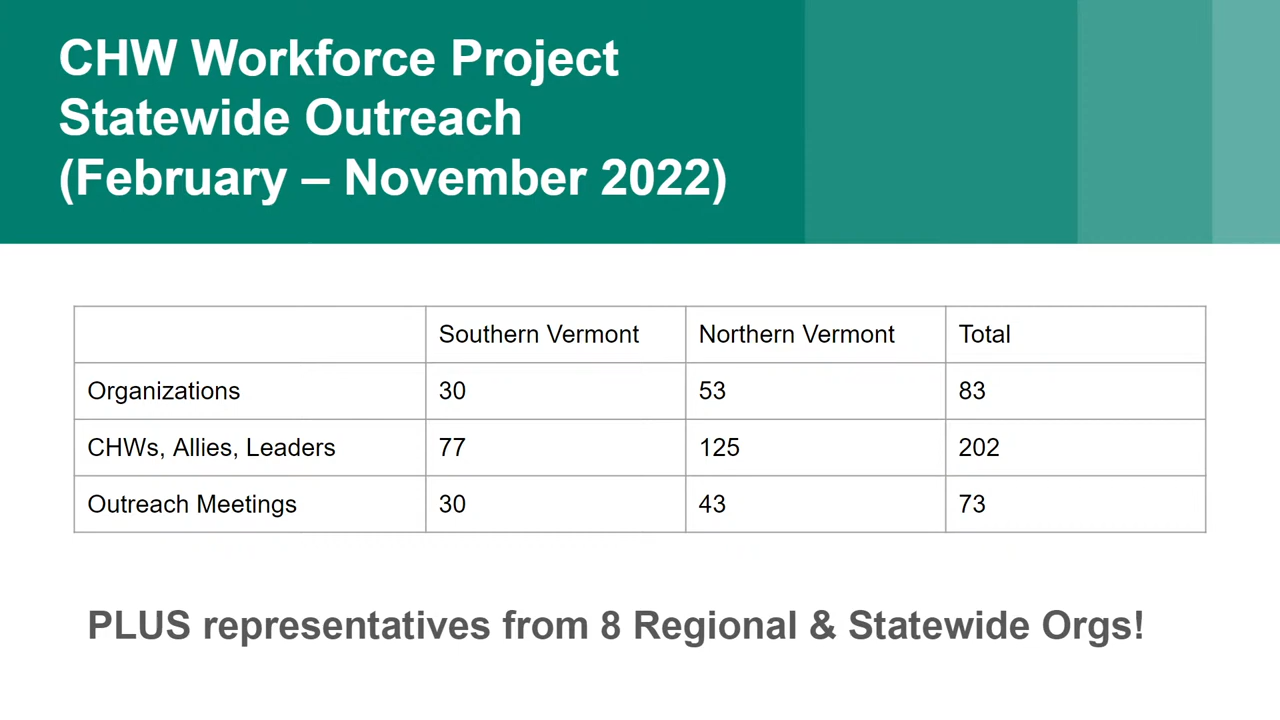 CHW Workforce Project
Statewide Outreach
(February – November 2022)
Southern Vermont Northern Vermont Total
Organizations 30 53 83
CHWs, Allies, Leaders 77 125 202
Outreach Meetings 30 43 73
PLUS representatives from 8 Regional & Statewide Orgs!